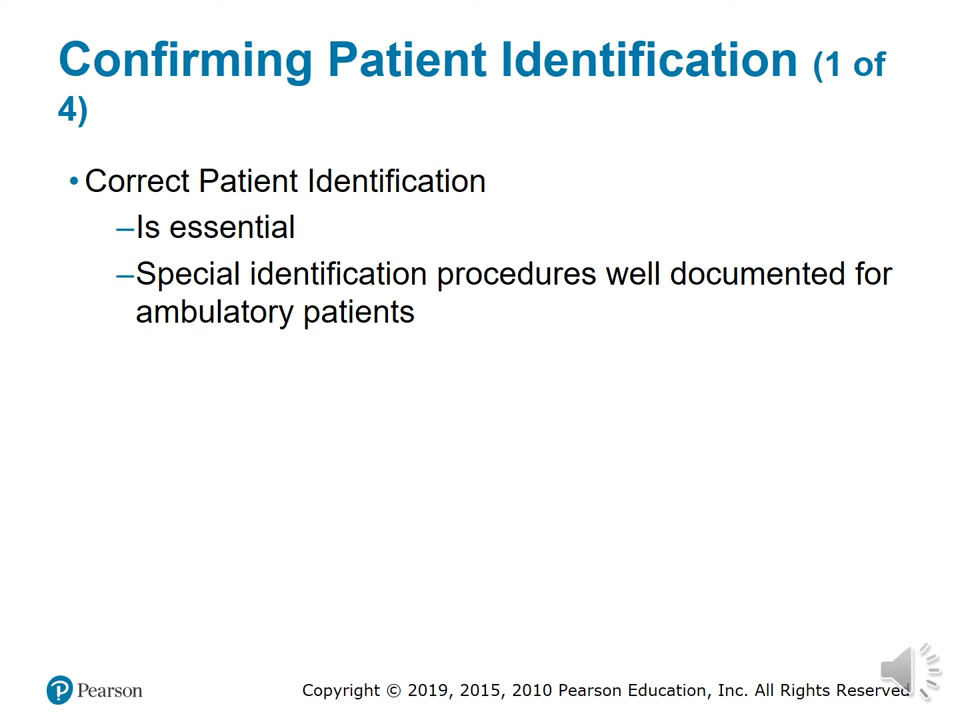 Confirming Patient Identification (1 of
4)
• Correct Patient Identification
–Is essential
–Special identification procedures well documented for
ambulatory patients
Pearson
Copyright © 2019, 2015, 2010 Pearson Education, Inc. All Rights Reserved